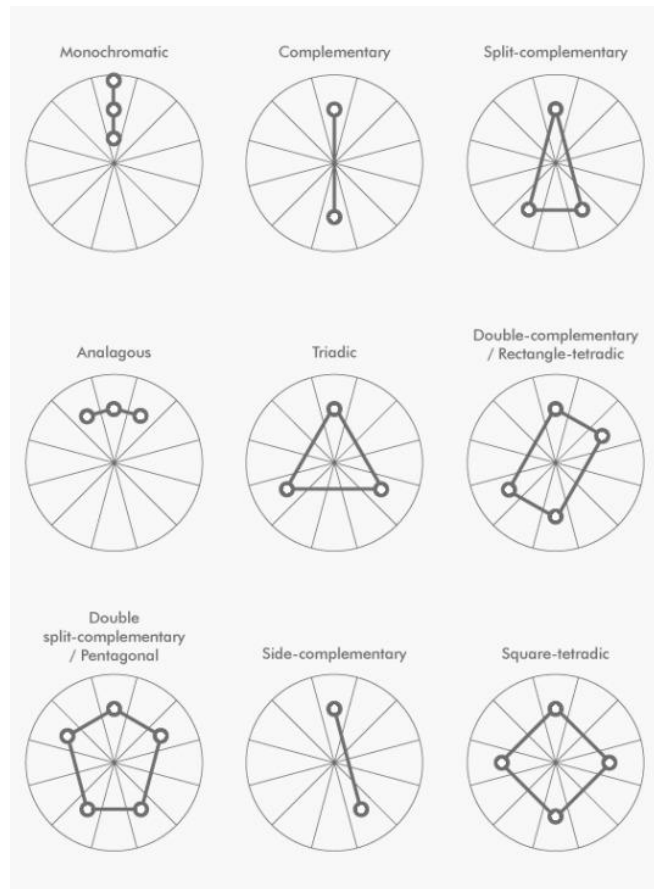 Monochromatic
Complementary
Split-complementary
Analagous
Triadic
Double-complementary
/ Rectangle-tetradic
Double
split-complementary
/ Pentagonal
Side-complementary
Square-tetradic